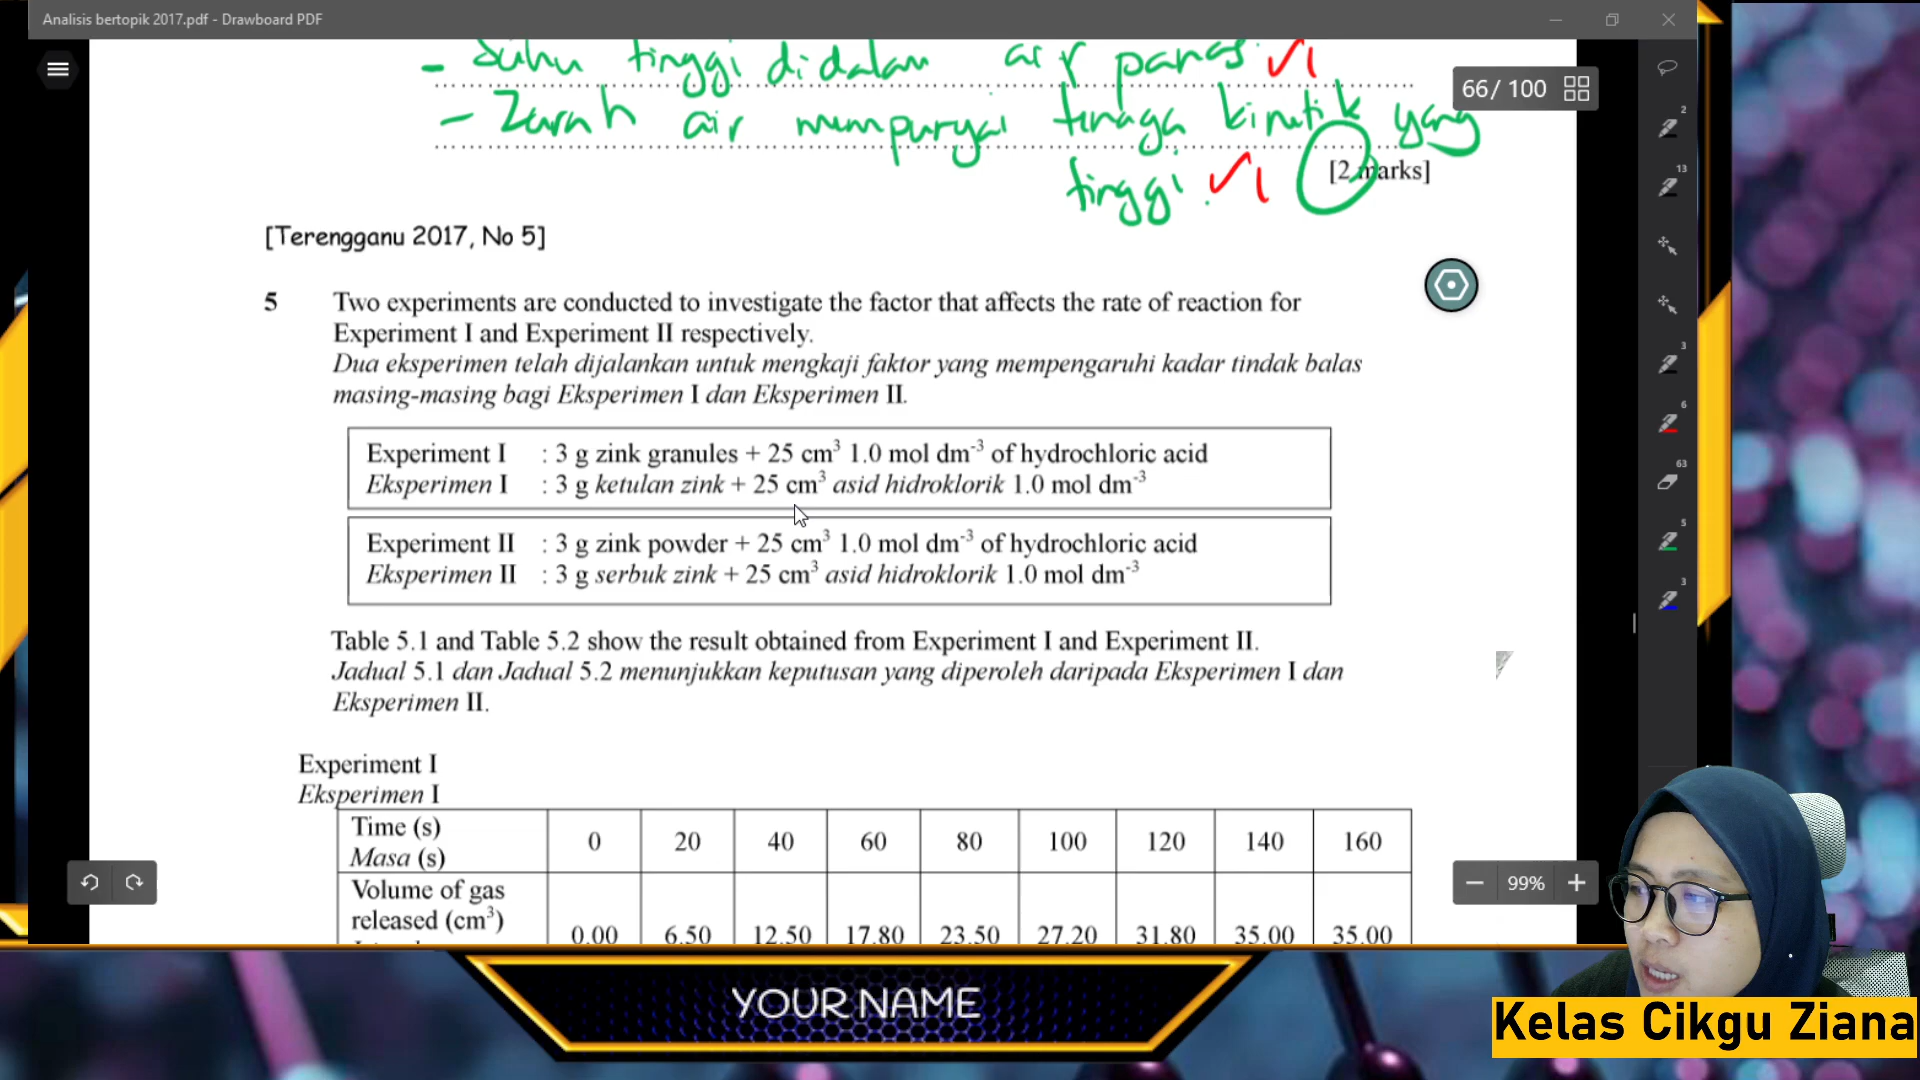 Analisis bertopik 2017.pdf - Drawboard PDF
- Suhu tinggi didalam air panas. √1
66 / 100
- Zarah air mempunyai tenaga kinetik yang
tinggi. √1
[2 marks]
[Terengganu 2017, No 5]
5 Two experiments are conducted to investigate the factor that affects the rate of reaction for
Experiment I and Experiment II respectively.
Dua eksperimen telah dijalankan untuk mengkaji faktor yang mempengaruhi kadar tindak balas
masing-masing bagi Eksperimen I dan Eksperimen II.
Experiment I : 3 g zink granules + 25 cm³ 1.0 mol dm⁻³ of hydrochloric acid
Eksperimen I : 3 g ketulan zink + 25 cm³ asid hidroklorik 1.0 mol dm⁻³
Experiment II : 3 g zink powder + 25 cm³ 1.0 mol dm⁻³ of hydrochloric acid
Eksperimen II : 3 g serbuk zink + 25 cm³ asid hidroklorik 1.0 mol dm⁻³
Table 5.1 and Table 5.2 show the result obtained from Experiment I and Experiment II.
Jadual 5.1 dan Jadual 5.2 menunjukkan keputusan yang diperoleh daripada Eksperimen I dan
Eksperimen II.
Experiment I
Eksperimen I
Time (s)
Masa (s)
0 20 40 60 80 100 120 140 160
Volume of gas
released (cm³)
0.00 6.50 12.50 17.80 23.50 27.20 31.80 35.00 35.00
2
13
3
6
63
5
3
99%
YOUR NAME
Kelas Cikgu Ziana